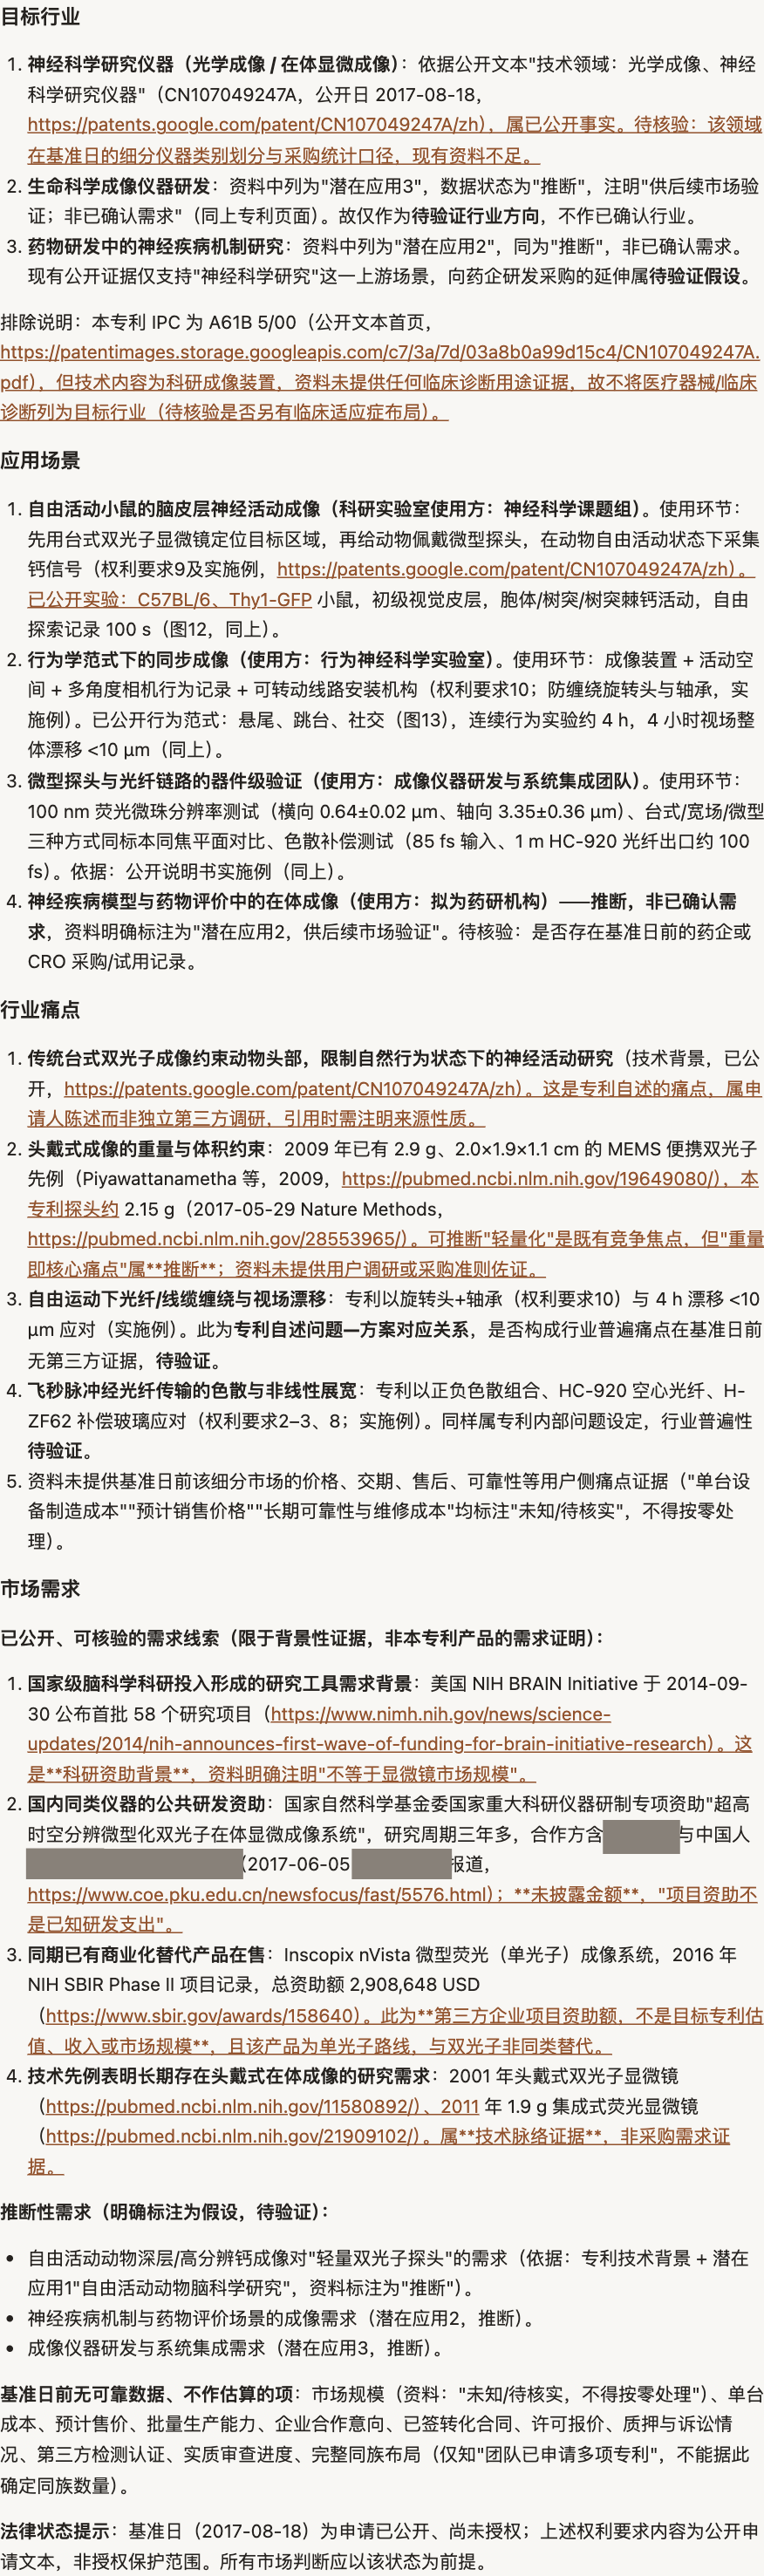 目标行业
1. 神经科学研究仪器（光学成像 / 在体显微成像）：依据公开文本"技术领域：光学成像、神经
科学研究仪器"（CN107049247A，公开日 2017-08-18，
https://patents.google.com/patent/CN107049247A/zh)，属已公开事实。待核验：该领域
在基准日的细分仪器类别划分与采购统计口径，现有资料不足。
2. 生命科学成像仪器研发：资料中列为"潜在应用3"，数据状态为"推断"，注明"供后续市场验
证；非已确认需求"（同上专利页面）。故仅作为待验证行业方向，不作已确认行业。
3. 药物研发中的神经疾病机制研究：资料中列为"潜在应用2"，同为"推断"，非已确认需求。
现有公开证据仅支持"神经科学研究"这一上游场景，向药企研发采购的延伸属待验证假设。
排除说明：本专利 IPC 为 A61B 5/00（公开文本首页，
https://patentimages.storage.googleapis.com/c7/3a/7d/03a8b0a99d15c4/CN107049247A.
pdf)，但技术内容为科研成像装置，资料未提供任何临床诊断用途证据，故不将医疗器械/临床
诊断列为目标行业（待核验是否另有临床适应症布局）。
应用场景
1. 自由活动小鼠的脑皮层神经活动成像（科研实验室使用方：神经科学课题组）。使用环节：
先用台式双光子显微镜定位目标区域，再给动物佩戴微型探头，在动物自由活动状态下采集
钙信号（权利要求9及实施例，https://patents.google.com/patent/CN107049247A/zh)。
已公开实验：C57BL/6、Thy1-GFP 小鼠，初级视觉皮层，胞体/树突/树突棘钙活动，自由
探索记录 100 s（图12，同上）。
2. 行为学范式下的同步成像（使用方：行为神经科学实验室）。使用环节：成像装置 + 活动空
间 + 多角度相机行为记录 + 可转动线路安装机构（权利要求10；防缠绕旋转头与轴承，实
施例）。已公开行为范式：悬尾、跳台、社交（图13），连续行为实验约 4 h，4 小时视场整
体漂移 <10 µm（同上）。
3. 微型探头与光纤链路的器件级验证（使用方：成像仪器研发与系统集成团队）。使用环节：
100 nm 荧光微珠分辨率测试（横向 0.64±0.02 µm、轴向 3.35±0.36 µm）、台式/宽场/微型
三种方式同标本同焦平面对比、色散补偿测试（85 fs 输入、1 m HC-920 光纤出口约 100
fs）。依据：公开说明书实施例（同上）。
4. 神经疾病模型与药物评价中的在体成像（使用方：拟为药研机构）——推断，非已确认需
求，资料明确标注为"潜在应用2，供后续市场验证"。待核验：是否存在基准日前的药企或
CRO 采购/试用记录。
行业痛点
1. 传统台式双光子成像约束动物头部，限制自然行为状态下的神经活动研究（技术背景，已公
开，https://patents.google.com/patent/CN107049247A/zh)。这是专利自述的痛点，属申
请人陈述而非独立第三方调研，引用时需注明来源性质。
2. 头戴式成像的重量与体积约束：2009 年已有 2.9 g、2.0×1.9×1.1 cm 的 MEMS 便携双光子
先例（Piyawattanametha 等，2009，https://pubmed.ncbi.nlm.nih.gov/19649080/)，本
专利探头约 2.15 g（2017-05-29 Nature Methods，
https://pubmed.ncbi.nlm.nih.gov/28553965/)。可推断"轻量化"是既有竞争焦点，但"重量
即核心痛点"属**推断**；资料未提供用户调研或采购准则佐证。
3. 自由运动下光纤/线缆缠绕与视场漂移：专利以旋转头+轴承（权利要求10）与 4 h 漂移 <10
µm 应对（实施例）。此为专利自述问题—方案对应关系，是否构成行业普遍痛点在基准日前
无第三方证据，待验证。
4. 飞秒脉冲经光纤传输的色散与非线性展宽：专利以正负色散组合、HC-920 空心光纤、H-
ZF62 补偿玻璃应对（权利要求2–3、8；实施例）。同样属专利内部问题设定，行业普遍性
待验证。
5. 资料未提供基准日前该细分市场的价格、交期、售后、可靠性等用户侧痛点证据（"单台设
备制造成本""预计销售价格""长期可靠性与维修成本"均标注"未知/待核实"，不得按零处
理）。
市场需求
已公开、可核验的需求线索（限于背景性证据，非本专利产品的需求证明）：
1. 国家级脑科学科研投入形成的研究工具需求背景：美国 NIH BRAIN Initiative 于 2014-09-
30 公布首批 58 个研究项目（https://www.nimh.nih.gov/news/science-
updates/2014/nih-announces-first-wave-of-funding-for-brain-initiative-research)。这
是**科研资助背景**，资料明确注明"不等于显微镜市场规模"。
2. 国内同类仪器的公共研发资助：国家自然科学基金委国家重大科研仪器研制专项资助"超高
时空分辨微型化双光子在体显微成像系统"，研究周期三年多，合作方含 与中国人
(2017-06-05 报道，
https://www.coe.pku.edu.cn/newsfocus/fast/5576.html)；**未披露金额**，"项目资助不
是已知研发支出"。
3. 同期已有商业化替代产品在售：Inscopix nVista 微型荧光（单光子）成像系统，2016 年
NIH SBIR Phase II 项目记录，总资助额 2,908,648 USD
（https://www.sbir.gov/awards/158640)。此为**第三方企业项目资助额，不是目标专利估
值、收入或市场规模**，且该产品为单光子路线，与双光子非同类替代。
4. 技术先例表明长期存在头戴式在体成像的研究需求：2001 年头戴式双光子显微镜
（https://pubmed.ncbi.nlm.nih.gov/11580892/)、2011 年 1.9 g 集成式荧光显微镜
（https://pubmed.ncbi.nlm.nih.gov/21909102/)。属**技术脉络证据**，非采购需求证
据。
推断性需求（明确标注为假设，待验证）：
• 自由活动动物深层/高分辨钙成像对"轻量双光子探头"的需求（依据：专利技术背景 + 潜在
应用1"自由活动动物脑科学研究"，资料标注为"推断"）。
• 神经疾病机制与药物评价场景的成像需求（潜在应用2，推断）。
• 成像仪器研发与系统集成需求（潜在应用3，推断）。
基准日前无可靠数据、不作估算的项：市场规模（资料："未知/待核实，不得按零处理"）、单台
成本、预计售价、批量生产能力、企业合作意向、已签转化合同、许可报价、质押与诉讼情
况、第三方检测认证、实质审查进度、完整同族布局（仅知"团队已申请多项专利"，不能据此
确定同族数量）。
法律状态提示：基准日（2017-08-18）为申请已公开、尚未授权；上述权利要求内容为公开申
请文本，非授权保护范围。所有市场判断应以该状态为前提。